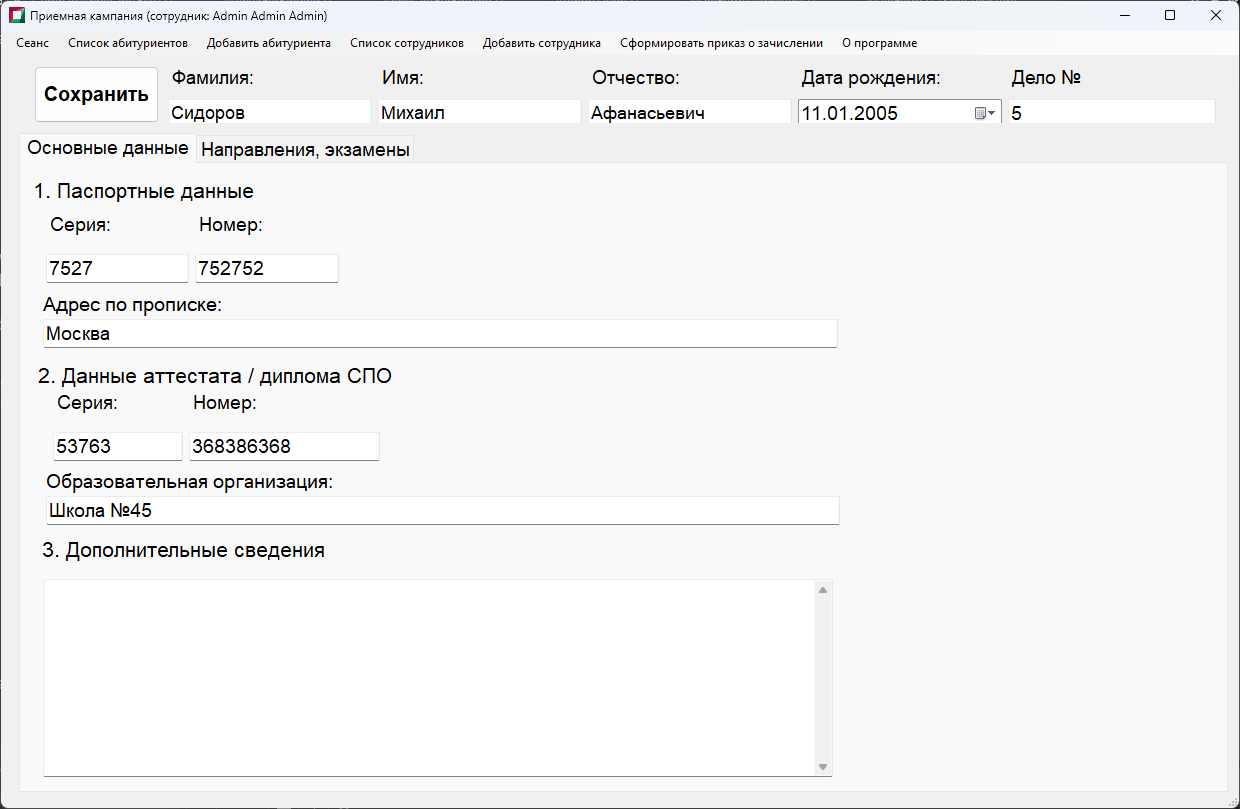 Приемная кампания (сотрудник: Admin Admin Admin)
Сеанс Список абитуриентов Добавить абитуриента Список сотрудников Добавить сотрудника Сформировать приказ о зачислении О программе
Сохранить
Фамилия: Имя: Отчество: Дата рождения: Дело №
Сидоров Михаил Афанасьевич 11.01.2005 5
Основные данные Направления, экзамены
1. Паспортные данные
Серия: Номер:
7527 752752
Адрес по прописке:
Москва
2. Данные аттестата / диплома СПО
Серия: Номер:
53763 368386368
Образовательная организация:
Школа №45
3. Дополнительные сведения